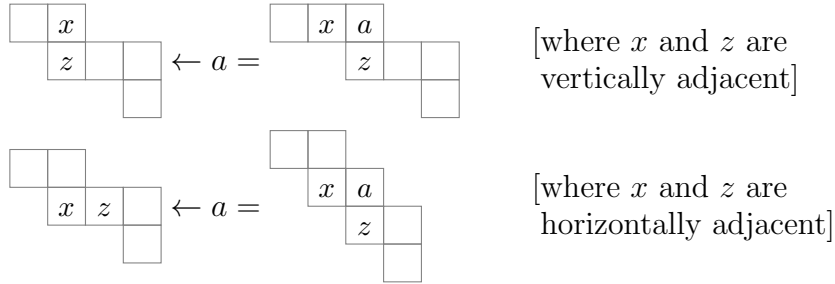 x x a [where x and z are
z ← a = z vertically adjacent]
x a [where x and z are
x z ← a = z horizontally adjacent]